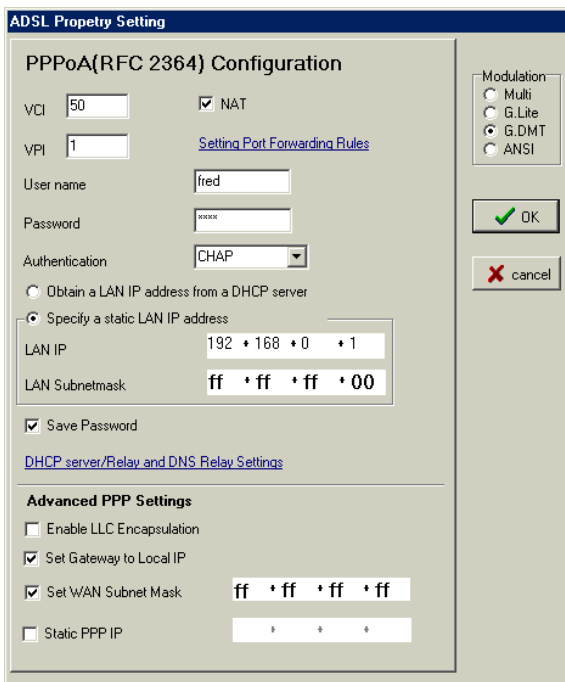 ADSL Propetry Setting
PPPoA(RFC 2364) Configuration
VCI 50 NAT
VPI 1 Setting Port Forwarding Rules
User name fred
Password ****
Authentication CHAP
Obtain a LAN IP address from a DHCP server
Specify a static LAN IP address
LAN IP 192 . 168 . 0 . 1
LAN Subnetmask ff . ff . ff . 00
Save Password
DHCP server/Relay and DNS Relay Settings
Advanced PPP Settings
Enable LLC Encapsulation
Set Gateway to Local IP
Set WAN Subnet Mask ff . ff . ff . ff
Static PPP IP . . .
Modulation
Multi
G.Lite
G.DMT
ANSI
OK
cancel